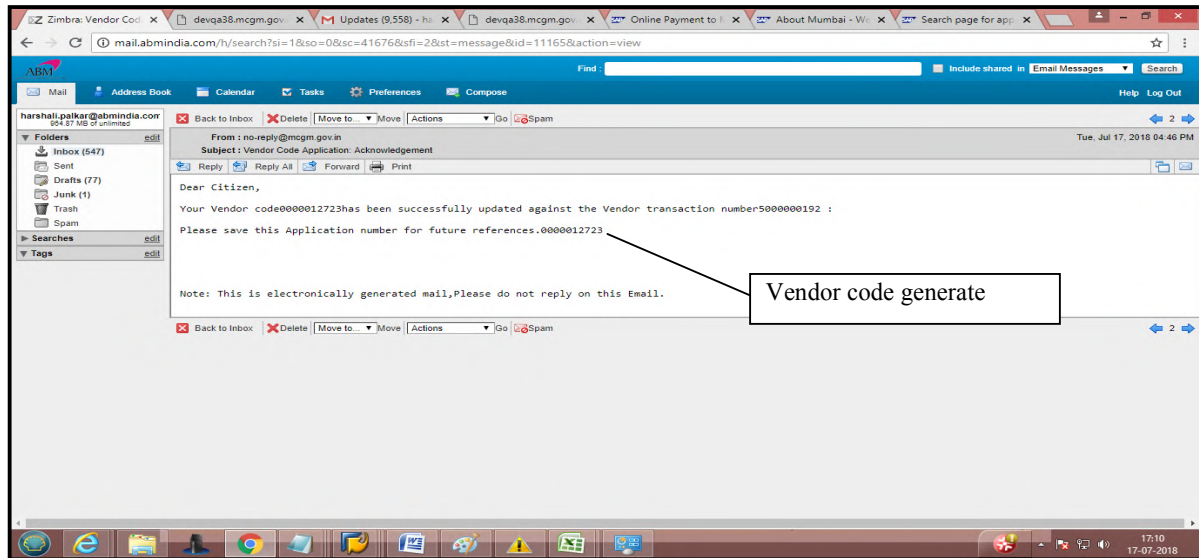 Zimbra: Vendor Cod
devqa38.mcgm.gov.
Updates (9,558) - ha
devqa38.mcgm.gov.
Online Payment to
About Mumbai - We
Search page for app
mail.abmindia.com/h/search?si=1&so=0&sc=41676&sfi=2&st=message&id=11165&action=view
ABM
Find :
Include shared in Email Messages Search
Mail Address Book Calendar Tasks Preferences Compose Help Log Out
harshali.palkar@abmindia.com
964.87 MB of unlimited
Back to Inbox Delete Move to... Move Actions Go Spam 2
Folders edit
Inbox (547)
Sent
Drafts (77)
Junk (1)
Trash
Spam
Searches edit
Tags edit
From : no-reply@mcgm.gov.in Tue, Jul 17, 2018 04:46 PM
Subject : Vendor Code Application: Acknowledgement
Reply Reply All Forward Print
Dear Citizen,
Your Vendor code0000012723has been successfully updated against the Vendor transaction number5000000192 :
Please save this Application number for future references.0000012723
Vendor code generate
Note: This is electronically generated mail,Please do not reply on this Email.
Back to Inbox Delete Move to... Move Actions Go Spam 2
17:10
17-07-2018